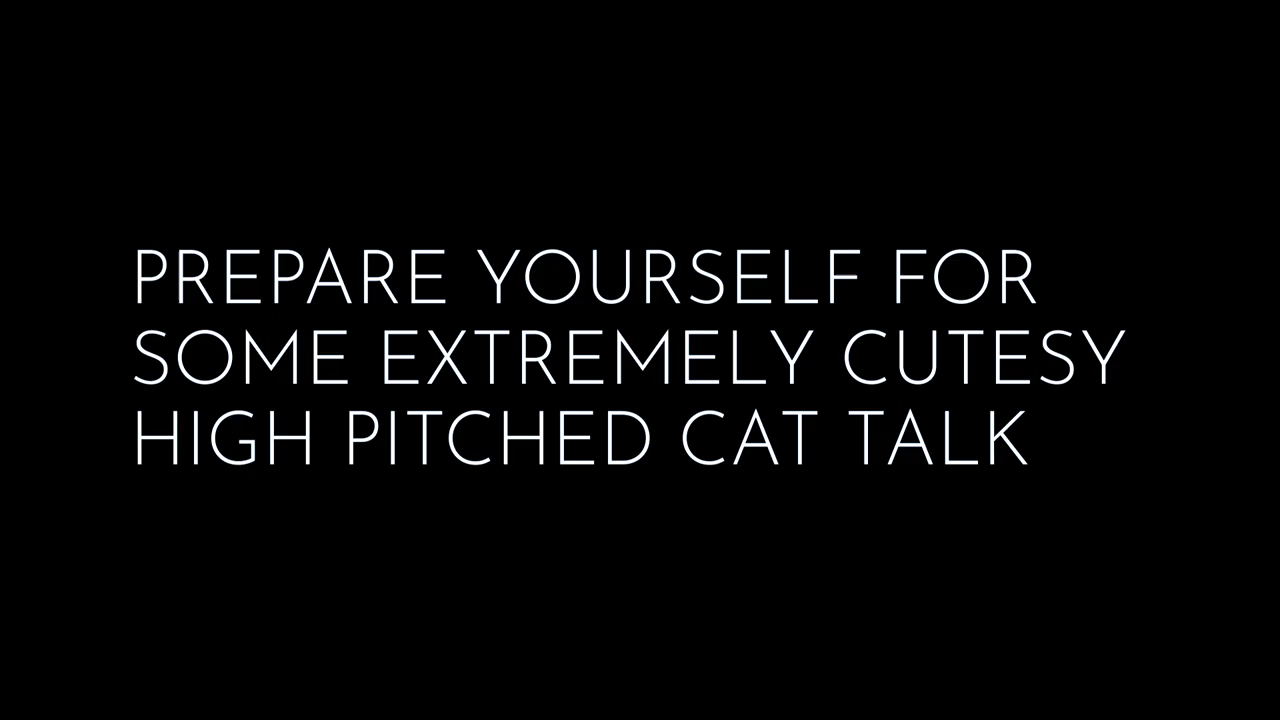 PREPARE YOURSELF FOR
SOME EXTREMELY CUTESY
HIGH PITCHED CAT TALK